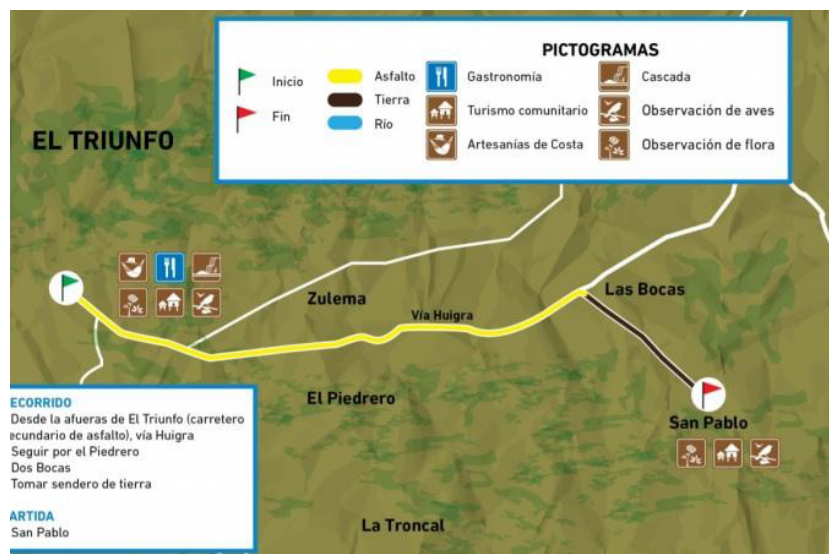 PICTOGRAMAS
Inicio
Fin
Asfalto
Tierra
Río
Gastronomía
Turismo comunitario
Artesanías de Costa
Cascada
Observación de aves
Observación de flora
EL TRIUNFO
Zulema
Vía Huigra
Las Bocas
El Piedrero
San Pablo
La Troncal
ECORRIDO
Desde la afueras de El Triunfo (carretero
ecundario de asfalto), vía Huigra
Seguir por el Piedrero
Dos Bocas
Tomar sendero de tierra
ARTIDA
San Pablo